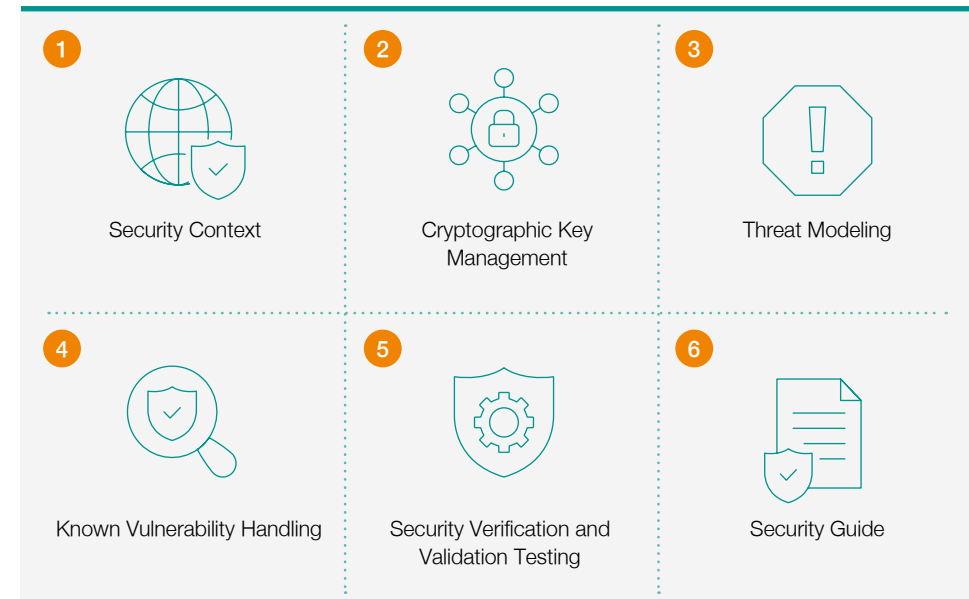 1
Security Context
2
Cryptographic Key
Management
3
Threat Modeling
4
Known Vulnerability Handling
5
Security Verification and
Validation Testing
6
Security Guide